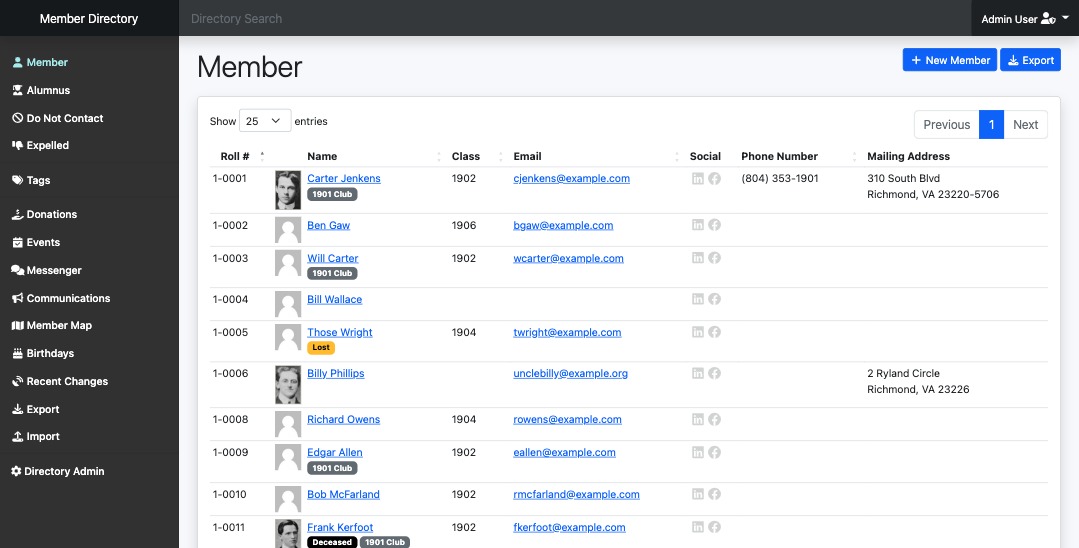 Member Directory
Directory Search
Admin User
Member
Alumnus
Do Not Contact
Expelled
Tags
Donations
Events
Messenger
Communications
Member Map
Birthdays
Recent Changes
Export
Import
Directory Admin
Member
New Member
Export
Show 25 entries
Previous 1 Next
Roll # Name Class Email Social Phone Number Mailing Address
1-0001 Carter Jenkens 1902 cjenkens@example.com (804) 353-1901 310 South Blvd
1901 Club Richmond, VA 23220-5706
1-0002 Ben Gaw 1906 bgaw@example.com
1-0003 Will Carter 1902 wcarter@example.com
1901 Club
1-0004 Bill Wallace
1-0005 Those Wright 1904 twright@example.com
Lost
1-0006 Billy Phillips unclebilly@example.org 2 Ryland Circle
Richmond, VA 23226
1-0008 Richard Owens 1904 rowens@example.com
1-0009 Edgar Allen 1902 eallen@example.com
1901 Club
1-0010 Bob McFarland 1902 rmcfarland@example.com
1-0011 Frank Kerfoot 1902 fkerfoot@example.com
Deceased 1901 Club